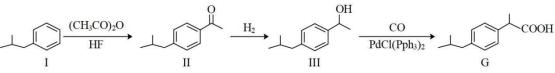 (CH₃CO)₂O
HF
I
O
II
H₂
OH
III
CO
PdCl(Pph₃)₂
COOH
G